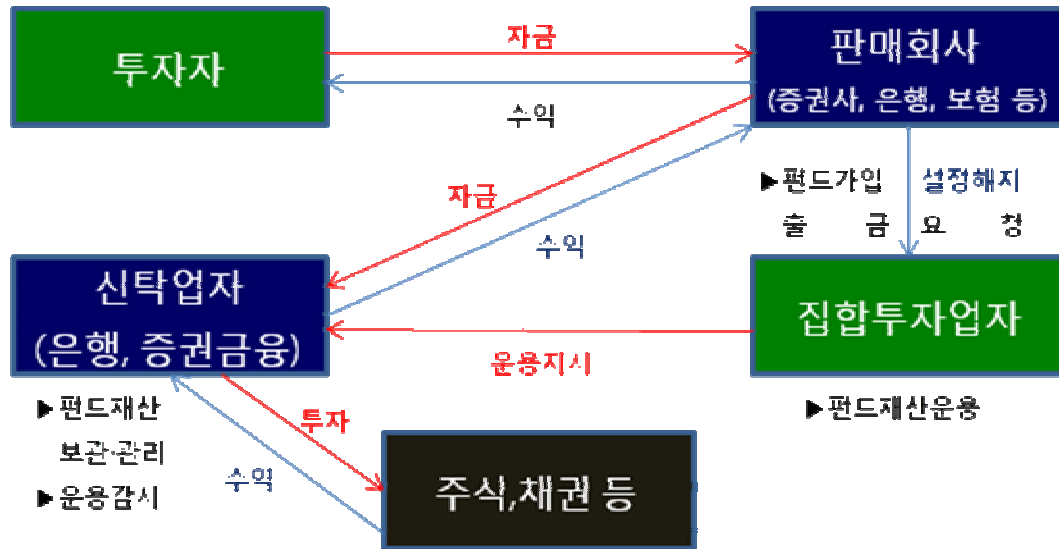 투자자
자금
수익
판매회사
(증권사, 은행, 보험 등)
▶펀드가입 설정해지
출 금 요 청
자금
수익
신탁업자
(은행, 증권금융)
▶펀드재산
보관·관리
▶운용감시
운용지시
집합투자업자
▶펀드재산운용
투자
수익
주식,채권 등